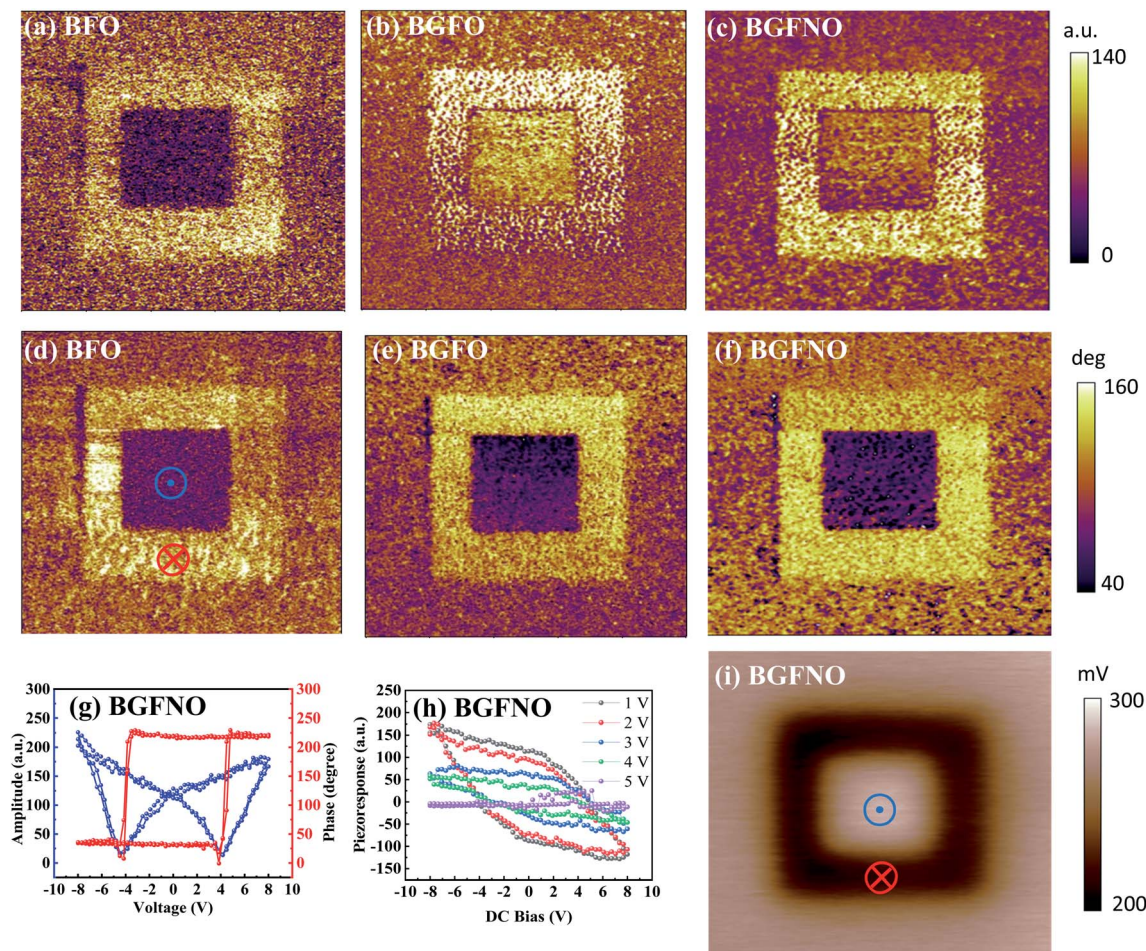 (a) BFO
(b) BGFO
(c) BGFNO
a.u.
140
0
(d) BFO
(e) BGFO
(f) BGFNO
deg
160
40
(g) BGFNO
300
250
200
150
100
50
0
Amplitude (a.u.)
300
250
200
150
100
50
0
Phase (degree)
-10 -8 -6 -4 -2 0 2 4 6 8 10
Voltage (V)
(h) BGFNO
1 V
2 V
3 V
4 V
5 V
250
200
150
100
50
0
-50
-100
-150
Piezoresponse (a.u.)
-10 -8 -6 -4 -2 0 2 4 6 8 10
DC Bias (V)
(i) BGFNO
mV
300
200